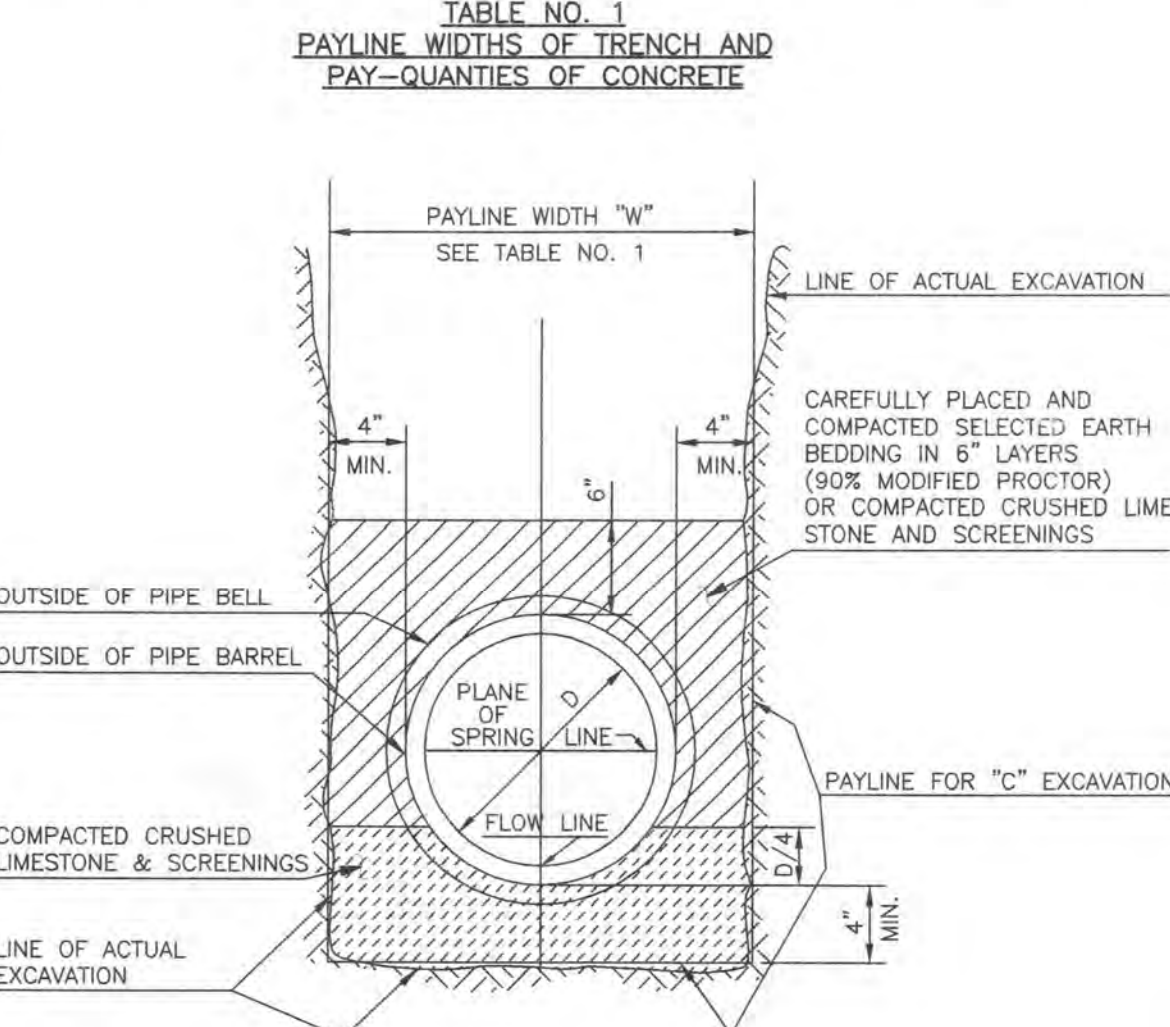 TABLE NO. 1
PAYLINE WIDTHS OF TRENCH AND
PAY-QUANTIES OF CONCRETE
PAYLINE WIDTH "W"
SEE TABLE NO. 1
LINE OF ACTUAL EXCAVATION
CAREFULLY PLACED AND
COMPACTED SELECTED EARTH
BEDDING IN 6" LAYERS
(90% MODIFIED PROCTOR)
OR COMPACTED CRUSHED LIME
STONE AND SCREENINGS
4"
MIN.
4"
MIN.
6"
OUTSIDE OF PIPE BELL
OUTSIDE OF PIPE BARREL
PLANE
OF
SPRING LINE
D
FLOW LINE
PAYLINE FOR "C" EXCAVATION
COMPACTED CRUSHED
LIMESTONE & SCREENINGS
D/4
4"
MIN.
LINE OF ACTUAL
EXCAVATION